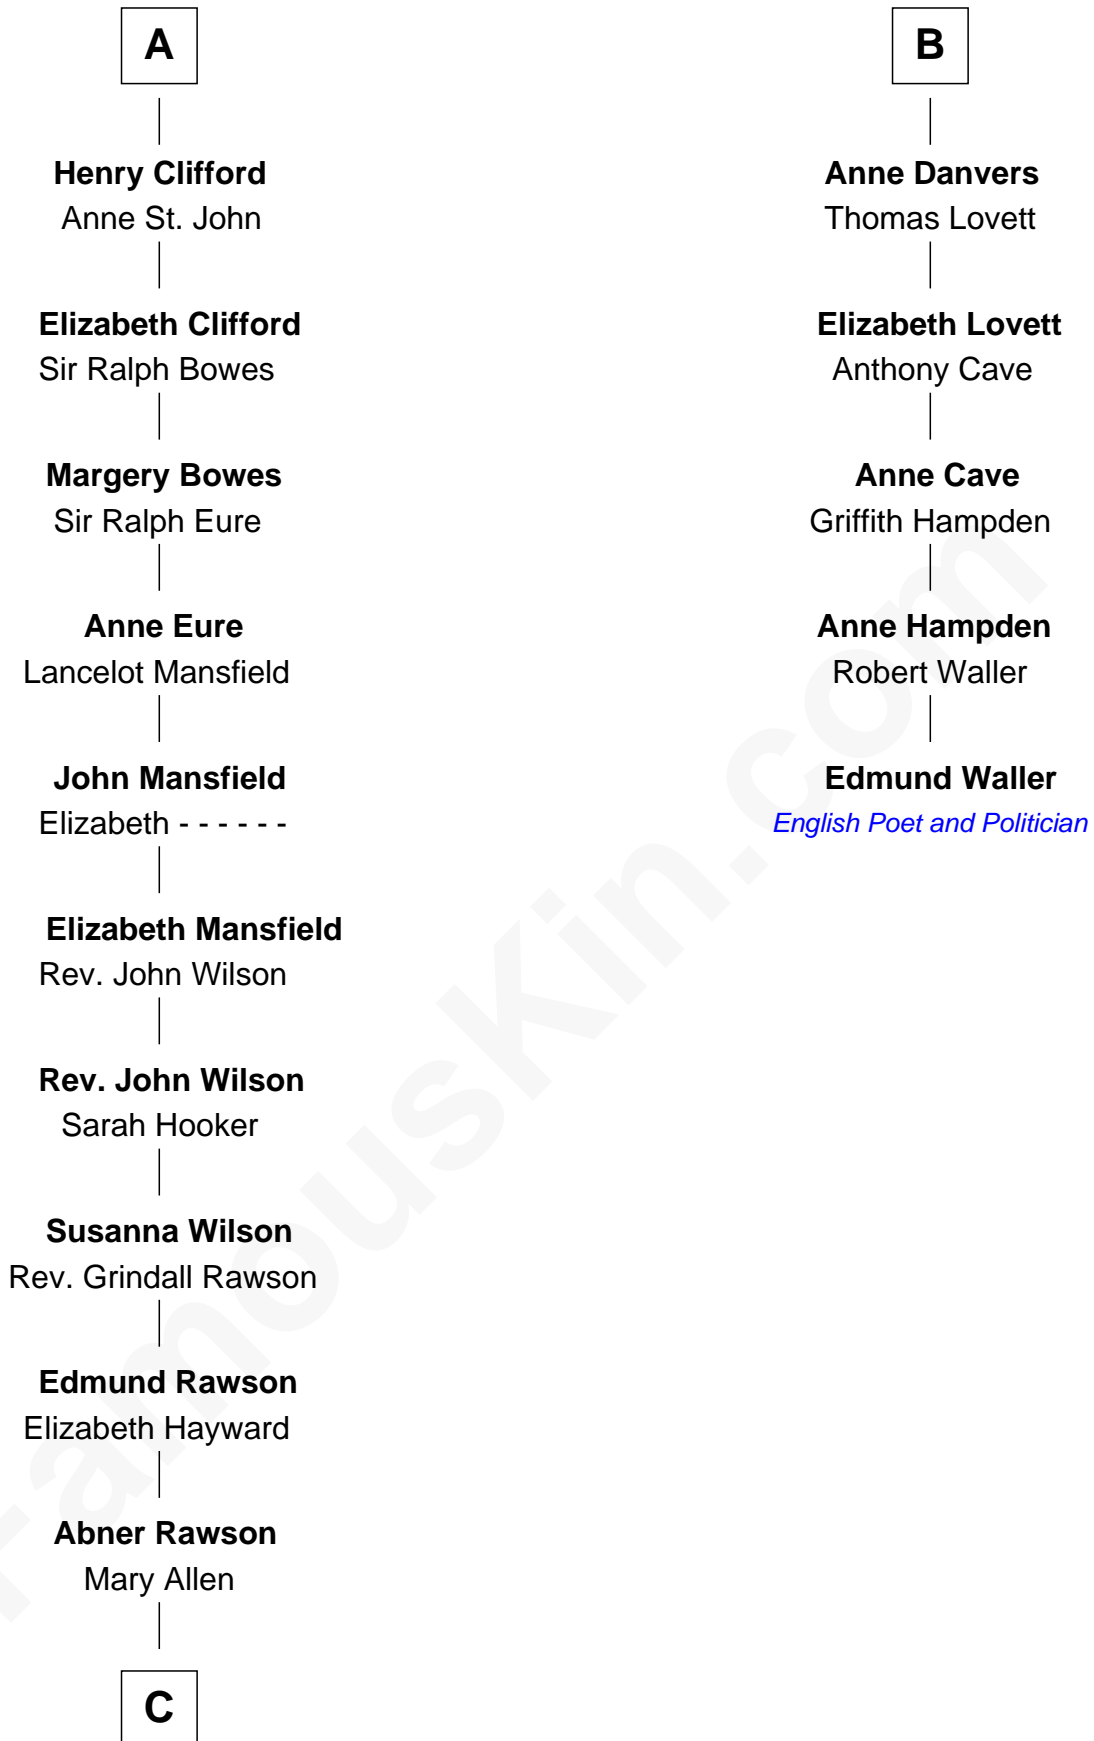 A
Henry Clifford
Anne St. John
Elizabeth Clifford
Sir Ralph Bowes
Margery Bowes
Sir Ralph Eure
Anne Eure
Lancelot Mansfield
John Mansfield
Elizabeth - - - - - -
Elizabeth Mansfield
Rev. John Wilson
Rev. John Wilson
Sarah Hooker
Susanna Wilson
Rev. Grindall Rawson
Edmund Rawson
Elizabeth Hayward
Abner Rawson
Mary Allen
C
B
Anne Danvers
Thomas Lovett
Elizabeth Lovett
Anthony Cave
Anne Cave
Griffith Hampden
Anne Hampden
Robert Waller
Edmund Waller
English Poet and Politician
FamousKin.com